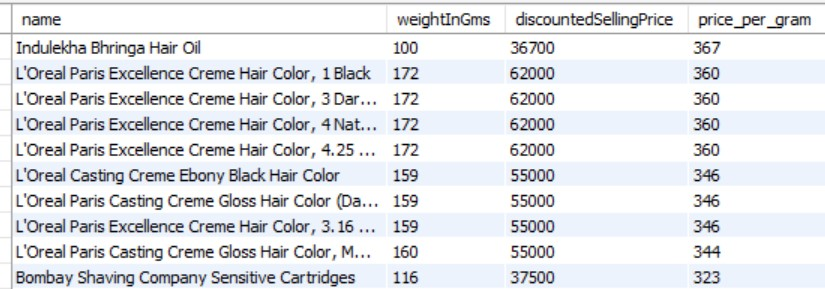 name weightInGms discountedSellingPrice price_per_gram
Indulekha Bhringa Hair Oil 100 36700 367
L'Oreal Paris Excellence Creme Hair Color, 1 Black 172 62000 360
L'Oreal Paris Excellence Creme Hair Color, 3 Dar... 172 62000 360
L'Oreal Paris Excellence Creme Hair Color, 4 Nat... 172 62000 360
L'Oreal Paris Excellence Creme Hair Color, 4.25 ... 172 62000 360
L'Oreal Casting Creme Ebony Black Hair Color 159 55000 346
L'Oreal Paris Casting Creme Gloss Hair Color (Da... 159 55000 346
L'Oreal Paris Excellence Creme Hair Color, 3.16 ... 159 55000 346
L'Oreal Paris Casting Creme Gloss Hair Color, M... 160 55000 344
Bombay Shaving Company Sensitive Cartridges 116 37500 323